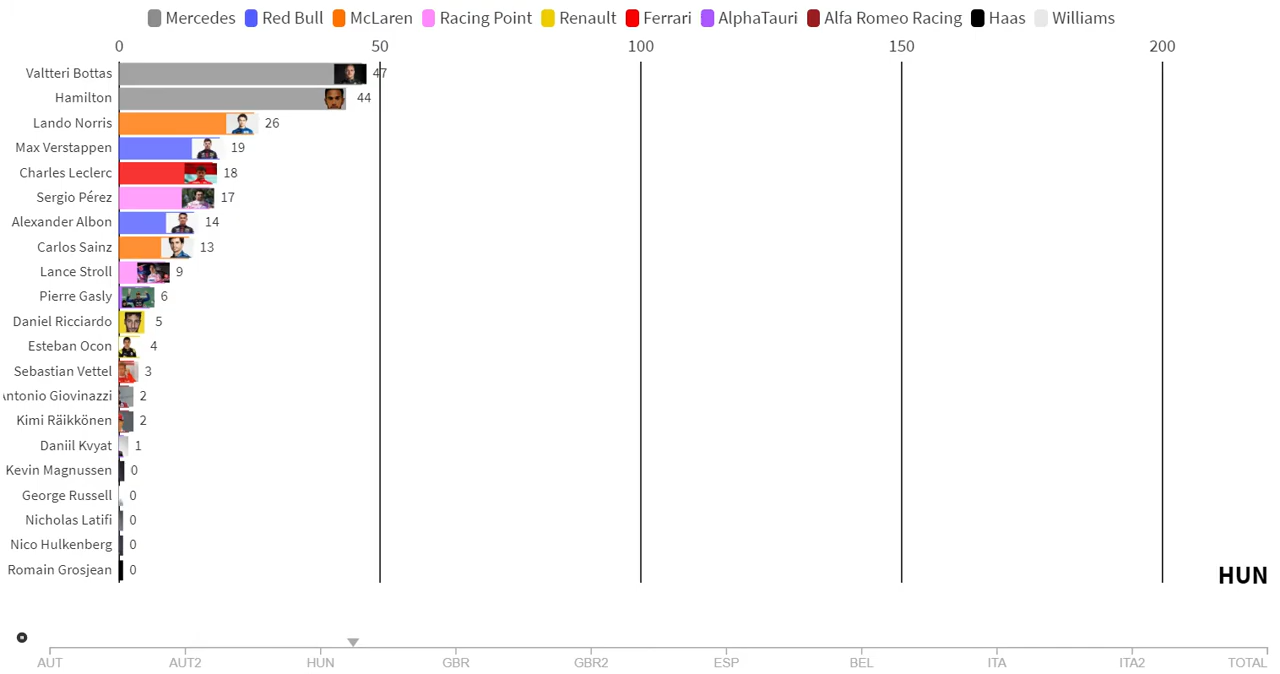 Mercedes Red Bull McLaren Racing Point Renault Ferrari AlphaTauri Alfa Romeo Racing Haas Williams
0 50 100 150 200
Valtteri Bottas 47
Hamilton 44
Lando Norris 26
Max Verstappen 19
Charles Leclerc 18
Sergio Pérez 17
Alexander Albon 14
Carlos Sainz 13
Lance Stroll 9
Pierre Gasly 6
Daniel Ricciardo 5
Esteban Ocon 4
Sebastian Vettel 3
Antonio Giovinazzi 2
Kimi Räikkönen 2
Daniil Kvyat 1
Kevin Magnussen 0
George Russell 0
Nicholas Latifi 0
Nico Hulkenberg 0
Romain Grosjean 0
HUN
AUT AUT2 HUN GBR GBR2 ESP BEL ITA ITA2 TOTAL